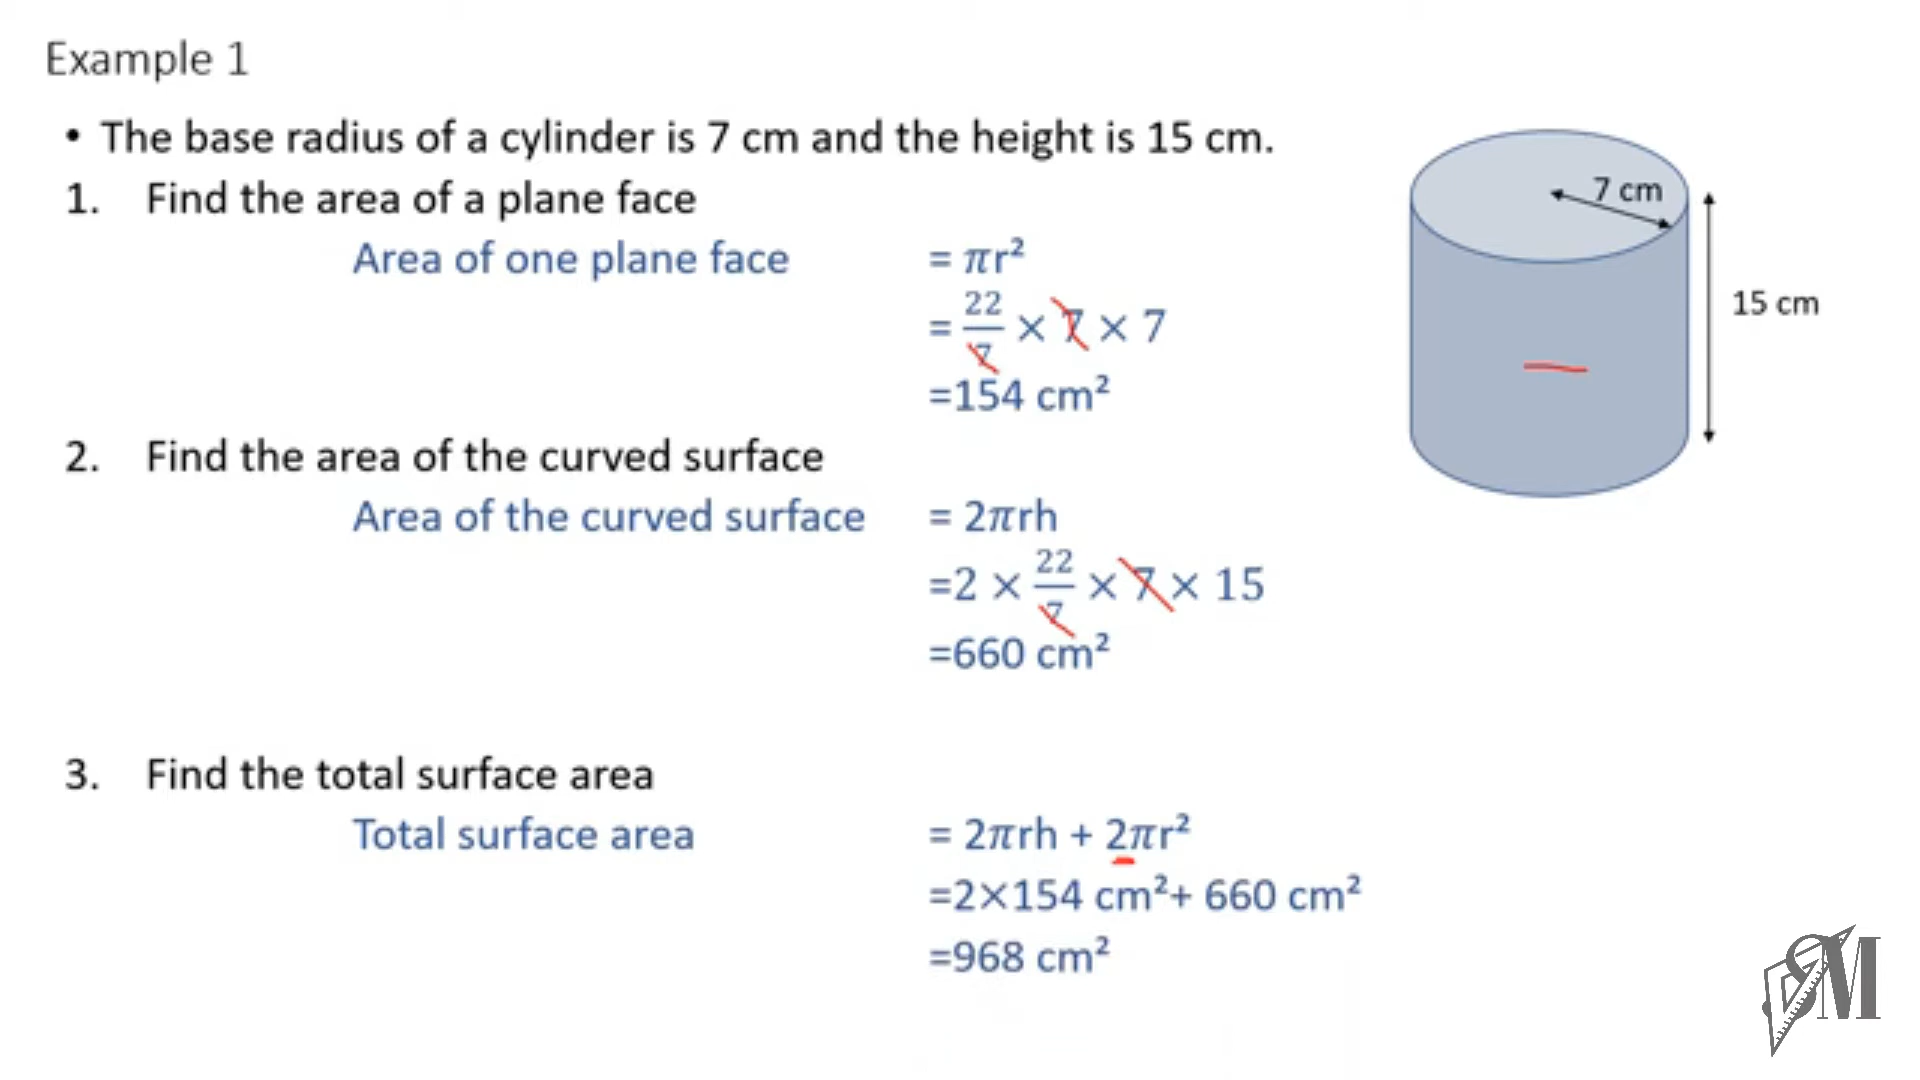 Example 1
• The base radius of a cylinder is 7 cm and the height is 15 cm.
1. Find the area of a plane face
Area of one plane face = πr²
= 22/7 × 7 × 7
=154 cm²
7 cm
15 cm
2. Find the area of the curved surface
Area of the curved surface = 2πrh
=2 × 22/7 × 7 × 15
=660 cm²
3. Find the total surface area
Total surface area = 2πrh + 2πr²
=2×154 cm²+ 660 cm²
=968 cm²
SM